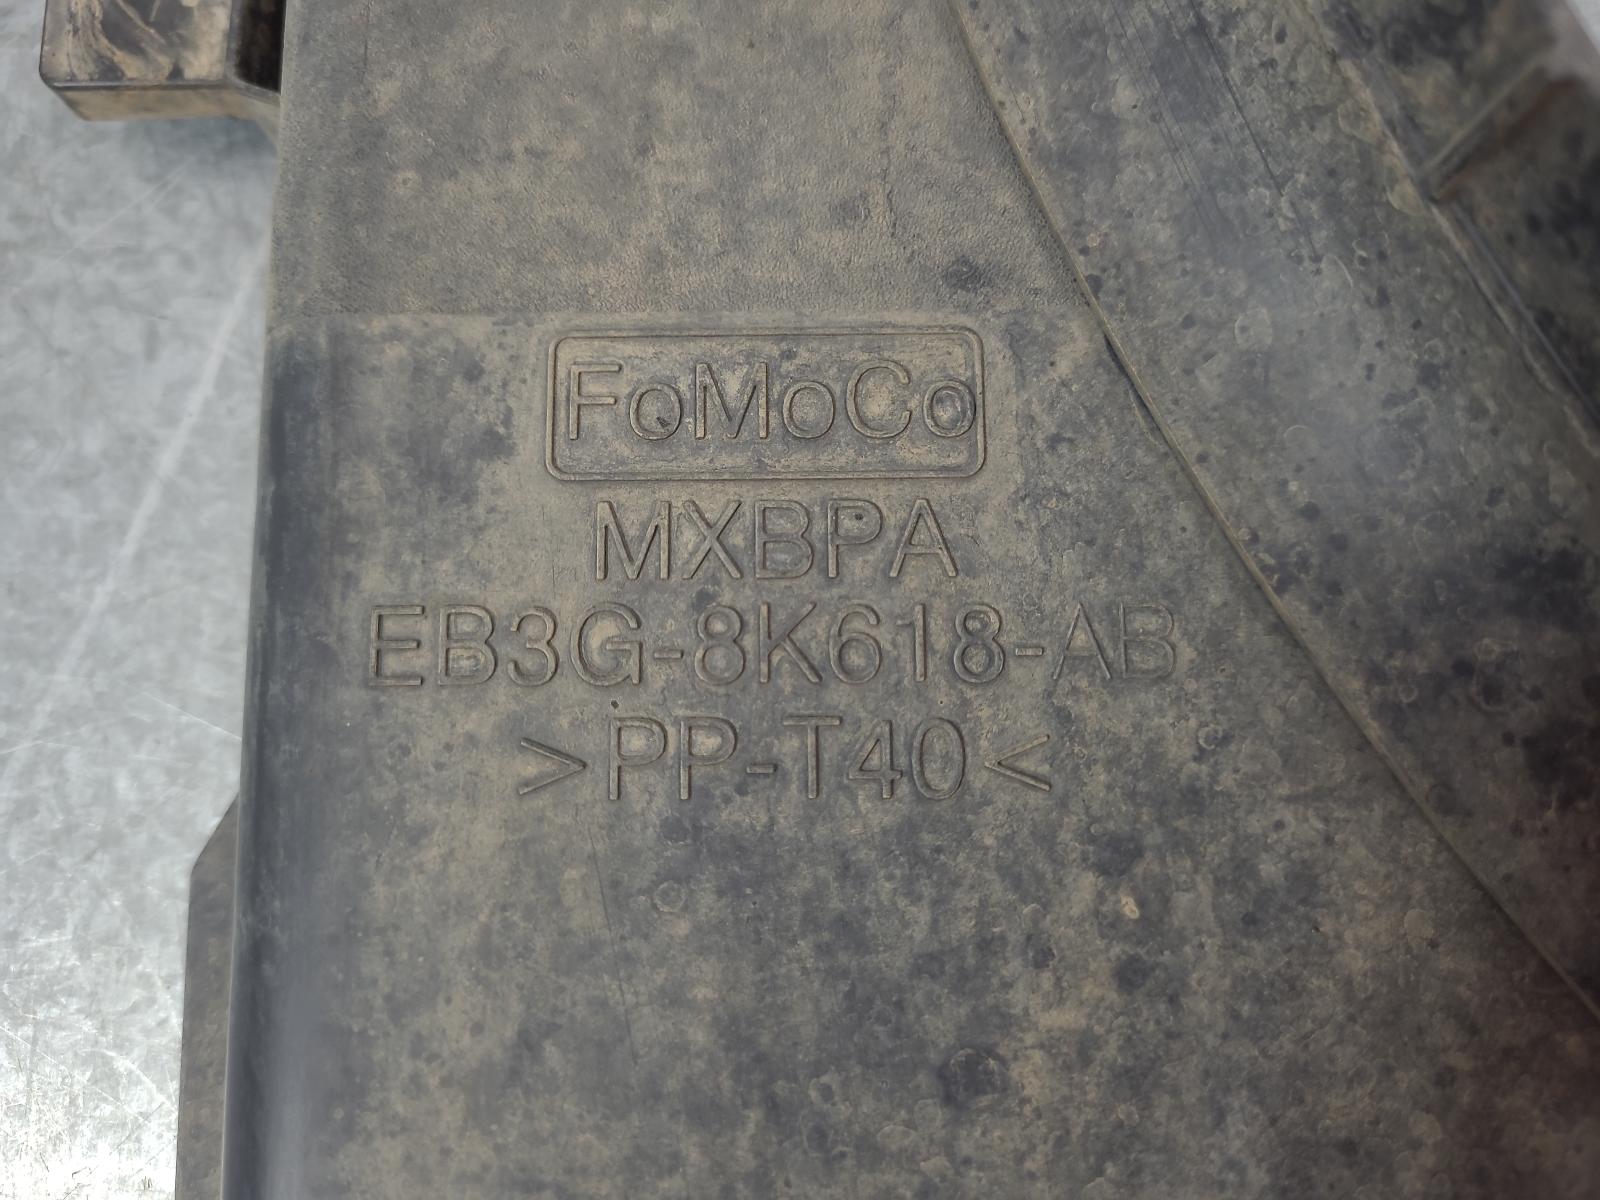 FoMoCo
MXBPA
EB3G-8K618-AB
>PP-T40<